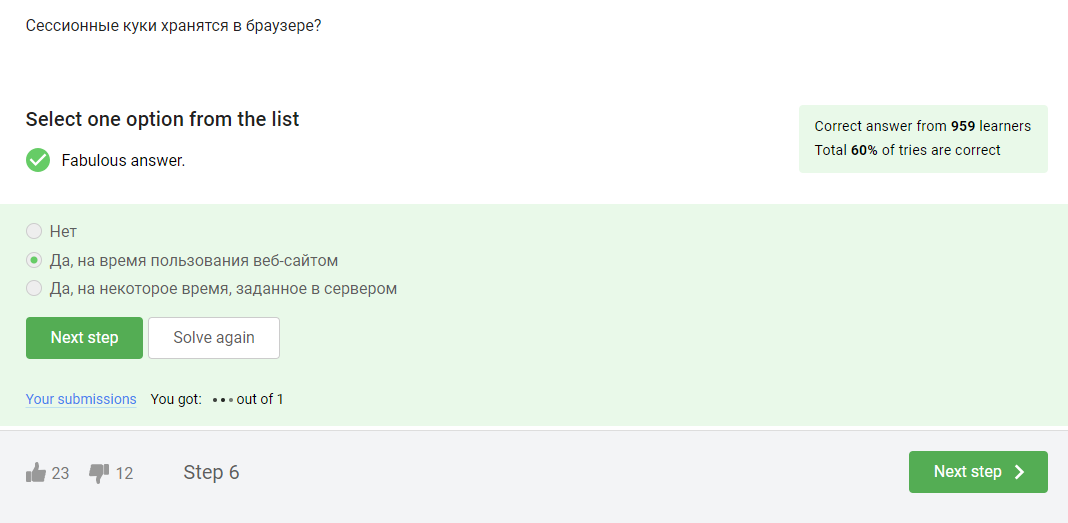 Сессионные куки хранятся в браузере?
Select one option from the list
Correct answer from 959 learners
Total 60% of tries are correct
Fabulous answer.
Нет
Да, на время пользования веб-сайтом
Да, на некоторое время, заданное в сервером
Next step
Solve again
Your submissions You got: ••• out of 1
23
12
Step 6
Next step